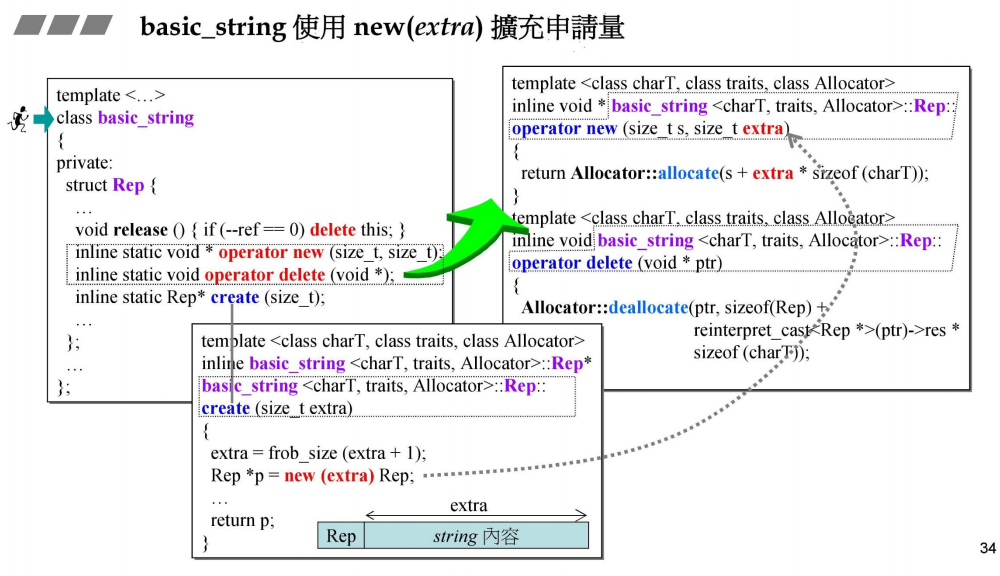 basic_string 使用 new(extra) 擴充申請量
template <…>
class basic_string
{
private:
struct Rep {
…
void release () { if (--ref == 0) delete this; }
inline static void * operator new (size_t, size_t);
inline static void operator delete (void *);
inline static Rep* create (size_t);
…
};
…
};
template <class charT, class traits, class Allocator>
inline basic_string <charT, traits, Allocator>::Rep*
basic_string <charT, traits, Allocator>::Rep::
create (size_t extra)
{
extra = frob_size (extra + 1);
Rep *p = new (extra) Rep;
…
return p;
}
extra
Rep string 內容
template <class charT, class traits, class Allocator>
inline void * basic_string <charT, traits, Allocator>::Rep::
operator new (size_t s, size_t extra)
{
return Allocator::allocate(s + extra * sizeof (charT));
}
template <class charT, class traits, class Allocator>
inline void basic_string <charT, traits, Allocator>::Rep::
operator delete (void * ptr)
{
Allocator::deallocate(ptr, sizeof(Rep) +
reinterpret_cast<Rep *>(ptr)->res *
sizeof (charT));
34